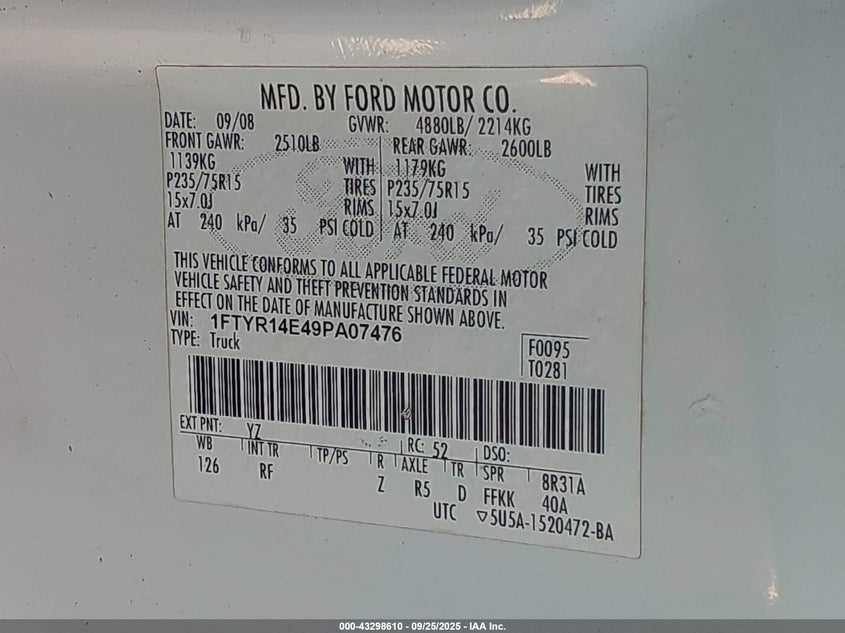 MFD. BY FORD MOTOR CO.
DATE: 09/08 GVWR: 4880LB/ 2214KG
FRONT GAWR: 2510LB REAR GAWR: 2600LB
1139KG WITH 1179KG WITH
P235/75R15 TIRES P235/75R15 TIRES
15x7.0J RIMS 15x7.0J RIMS
AT 240 kPa/ 35 PSI COLD AT 240 kPa/ 35 PSI COLD
THIS VEHICLE CONFORMS TO ALL APPLICABLE FEDERAL MOTOR
VEHICLE SAFETY AND THEFT PREVENTION STANDARDS IN
EFFECT ON THE DATE OF MANUFACTURE SHOWN ABOVE.
VIN: 1FTYR14E49PA07476
TYPE: Truck
F0095
T0281
EXT PNT: YZ RC: 52 DSO:
WB INT TR TP/PS R AXLE TR SPR 8R31A
126 RF Z R5 D FFKK 40A
UTC ▽5U5A-1520472-BA
000-43298610 - 09/25/2025 - IAA Inc.